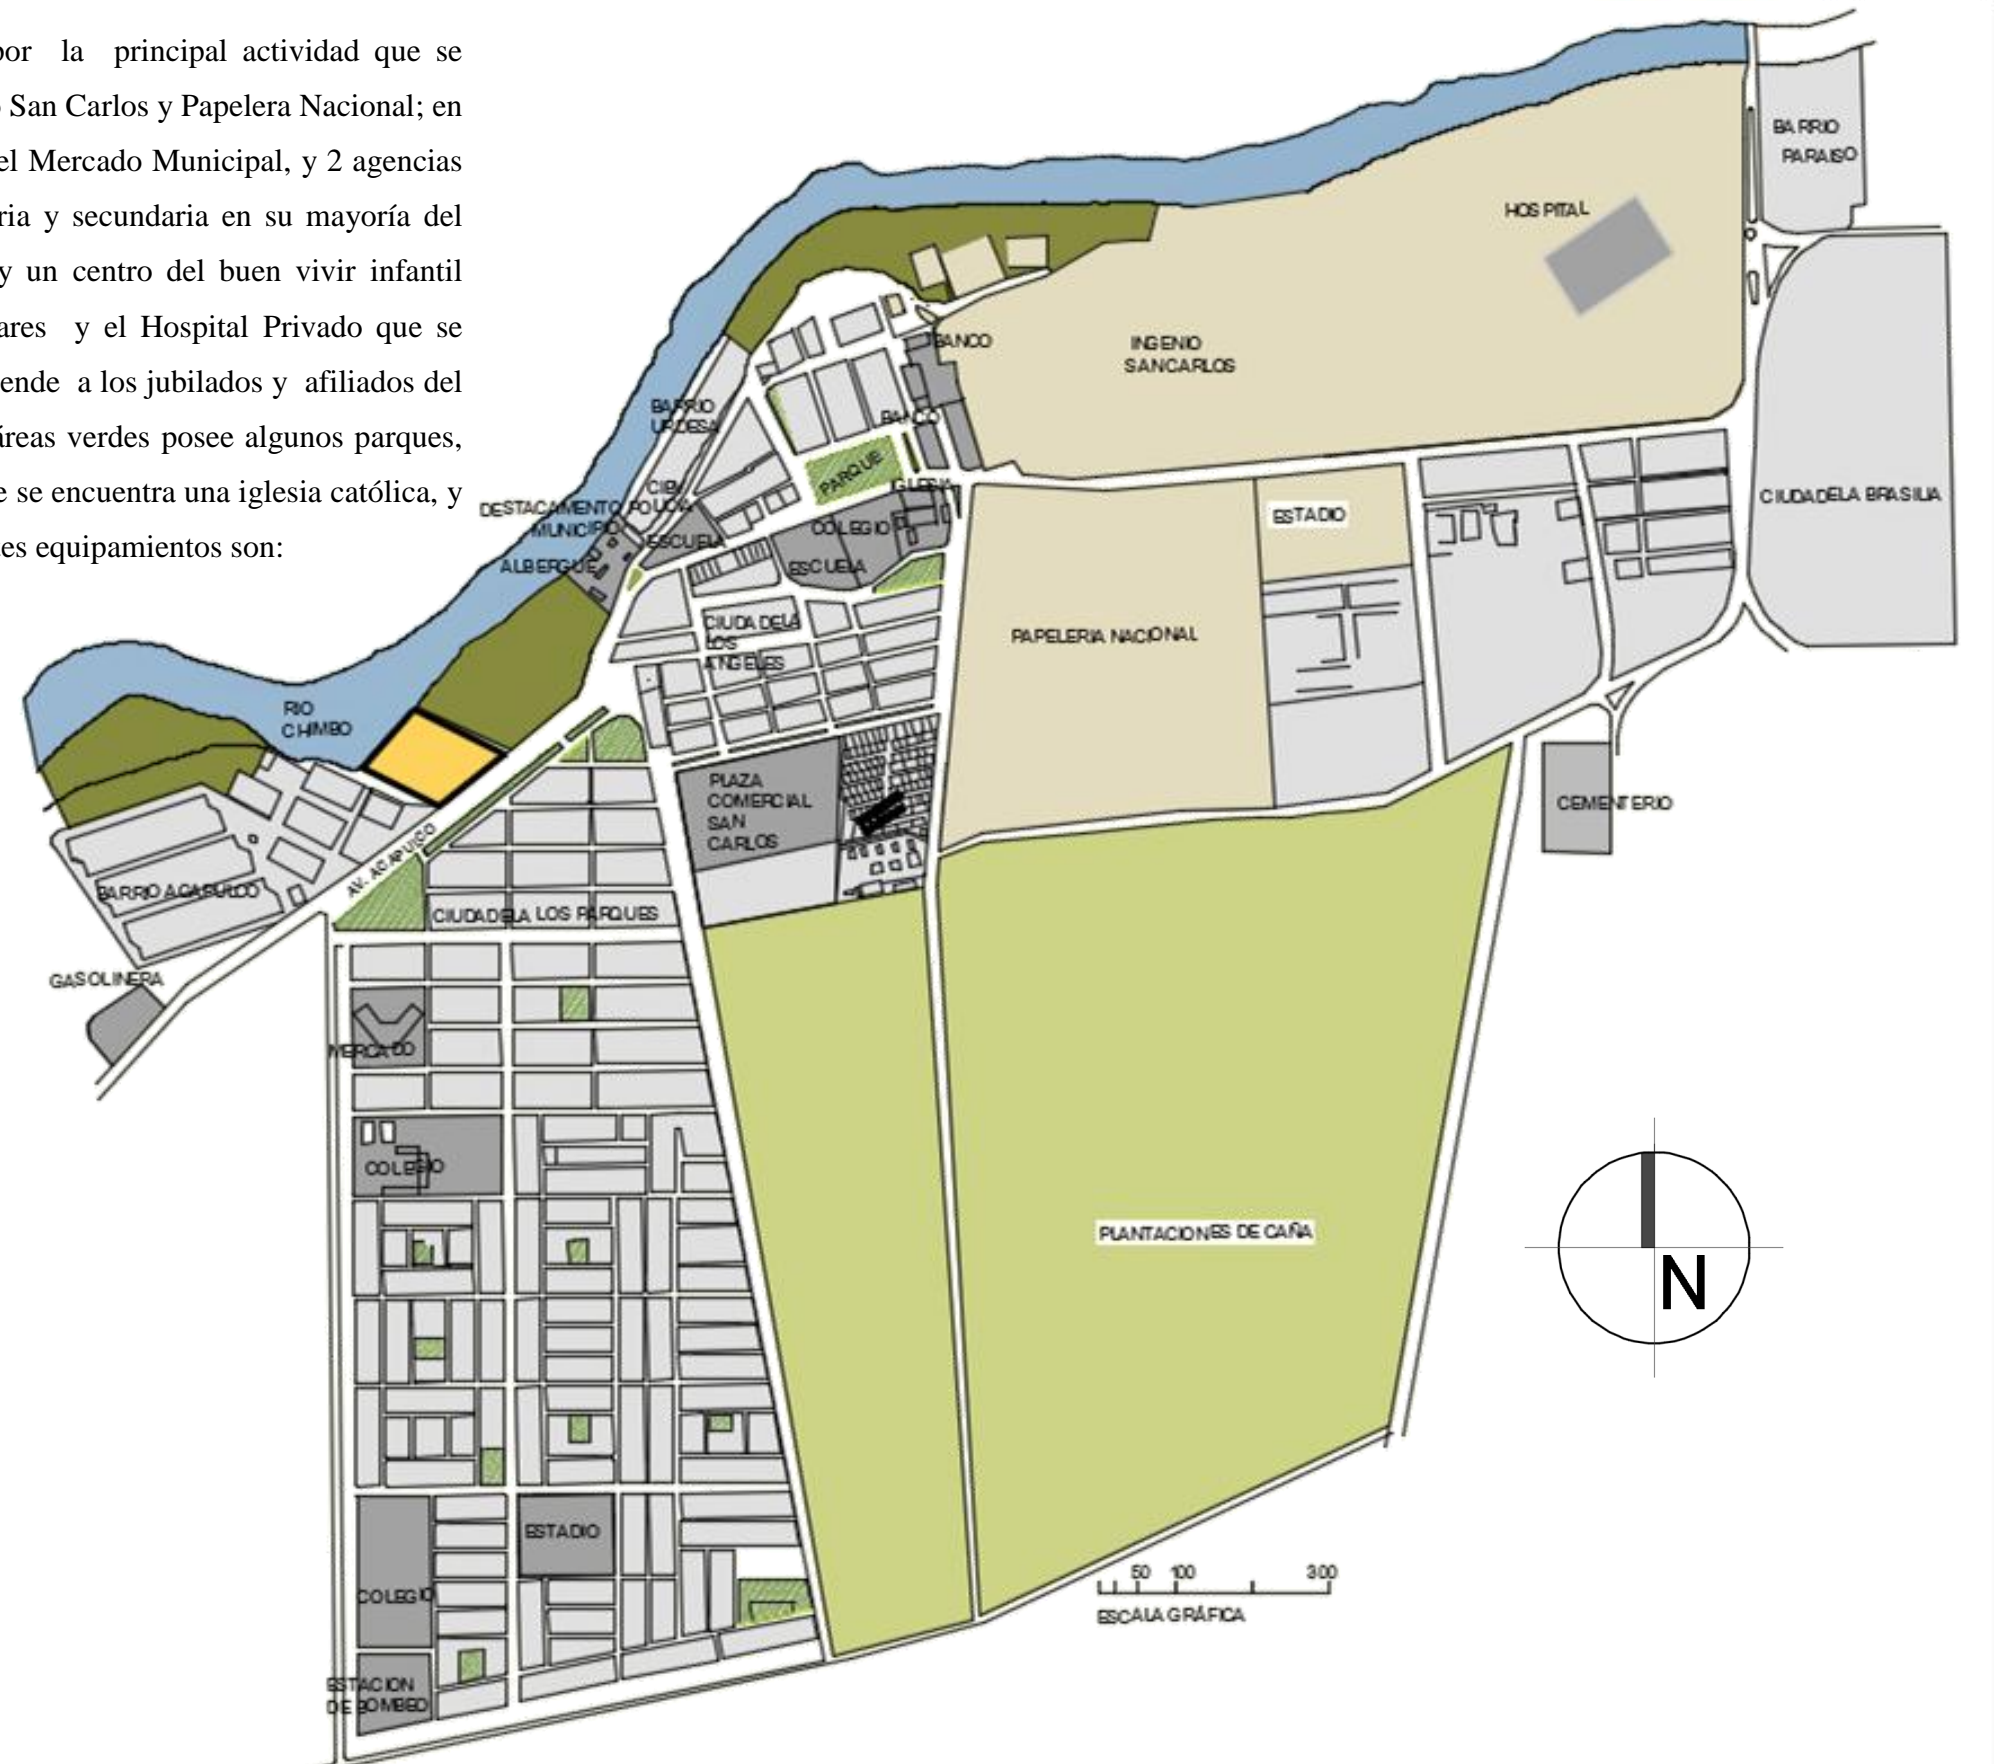 por la principal actividad que se
San Carlos y Papelera Nacional; en
el Mercado Municipal, y 2 agencias
ria y secundaria en su mayoría del
y un centro del buen vivir infantil
ares y el Hospital Privado que se
ende a los jubilados y afiliados del
áreas verdes posee algunos parques,
e se encuentra una iglesia católica, y
tes equipamientos son:
BARRIO
PARAISO
HOSPITAL
BANCO
INGENIO
SANCARLOS
BARRIO
URDESA
BANCO
PARQUE
IGLESIA
CIBV
DESTACAMENTO POLICIA
MUNICIPIO
ESCUELA
COLEGIO
ALBERGUE
ESCUELA
ESTADIO
CIUDADELA BRASILIA
CIUDADELA
LOS
ANGELES
PAPELERIA NACIONAL
RIO
CHIMBO
PLAZA
COMERCIAL
SAN
CARLOS
CEMENTERIO
AV. ACAPULCO
BARRIO ACAPULCO
CIUDADELA LOS PARQUES
GASOLINERA
MERCADO
COLEGIO
PLANTACIONES DE CAÑA
N
ESTADIO
COLEGIO
50 100 300
ESCALA GRÁFICA
ESTACION
DE BOMBEO